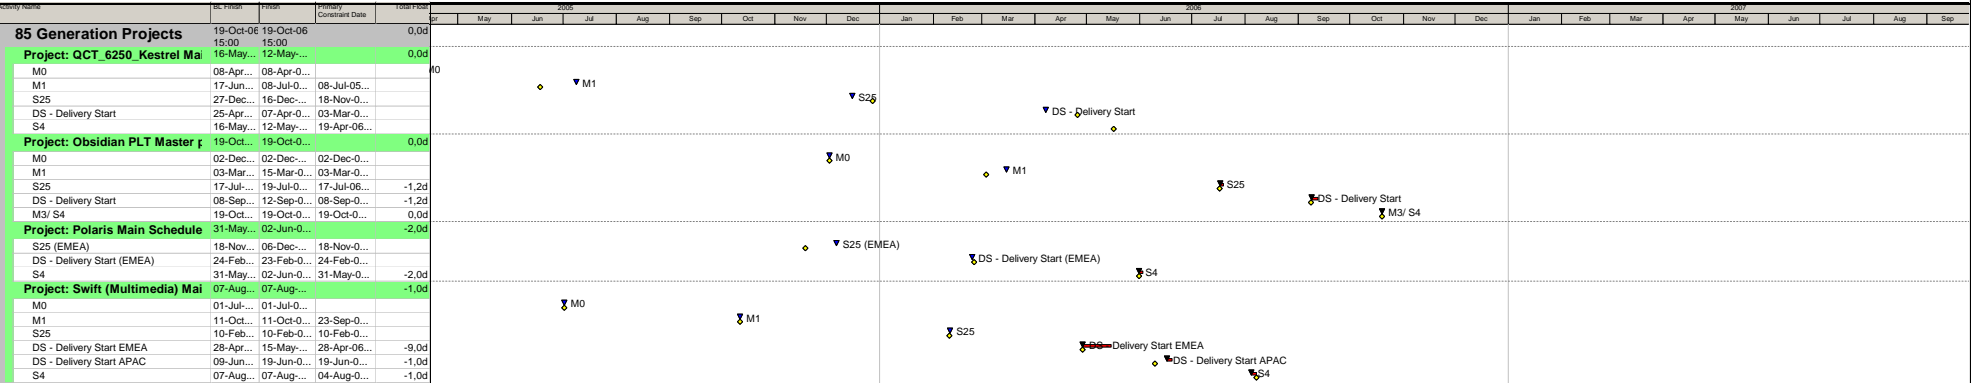 Activity Name BL Finish Finish Primary Constraint Date Total Float
2005 2006 2007
Apr May Jun Jul Aug Sep Oct Nov Dec Jan Feb Mar Apr May Jun Jul Aug Sep Oct Nov Dec Jan Feb Mar Apr May Jun Jul Aug Sep
85 Generation Projects 19-Oct-06 15:00 19-Oct-06 15:00 0,0d
Project: QCT_6250_Kestrel Mai 16-May... 12-May-... 0,0d
M0 08-Apr... 08-Apr-0... M0
M1 17-Jun... 08-Jul-0... 08-Jul-05... M1
S25 27-Dec... 16-Dec-... 18-Nov-0... S25
DS - Delivery Start 25-Apr... 07-Apr-0... 03-Mar-0... DS - Delivery Start
S4 16-May... 12-May... 19-Apr-06...
Project: Obsidian PLT Master p 19-Oct... 19-Oct-0... 0,0d
M0 02-Dec... 02-Dec-... 02-Dec-0... M0
M1 03-Mar... 15-Mar-0... 03-Mar-0... M1
S25 17-Jul-... 19-Jul-0... 17-Jul-06... -1,2d S25
DS - Delivery Start 08-Sep... 12-Sep-0... 08-Sep-0... -1,2d DS - Delivery Start
M3/ S4 19-Oct... 19-Oct-0... 19-Oct-0... 0,0d M3/ S4
Project: Polaris Main Schedule 31-May... 02-Jun-0... -2,0d
S25 (EMEA) 18-Nov... 06-Dec-... 18-Nov-0... S25 (EMEA)
DS - Delivery Start (EMEA) 24-Feb... 23-Feb-0... 24-Feb-0... DS - Delivery Start (EMEA)
S4 31-May... 02-Jun-0... 31-May-0... -2,0d S4
Project: Swift (Multimedia) Mai 07-Aug... 07-Aug-... -1,0d
M0 01-Jul-... 01-Jul-0... M0
M1 11-Oct... 11-Oct-0... 23-Sep-0... M1
S25 10-Feb... 10-Feb-0... 10-Feb-0... S25
DS - Delivery Start EMEA 28-Apr... 15-May-... 28-Apr-06... -9,0d DS - Delivery Start EMEA
DS - Delivery Start APAC 09-Jun... 19-Jun-0... 19-Jun-0... -1,0d DS - Delivery Start APAC
S4 07-Aug... 07-Aug-... 04-Aug-0... -1,0d S4